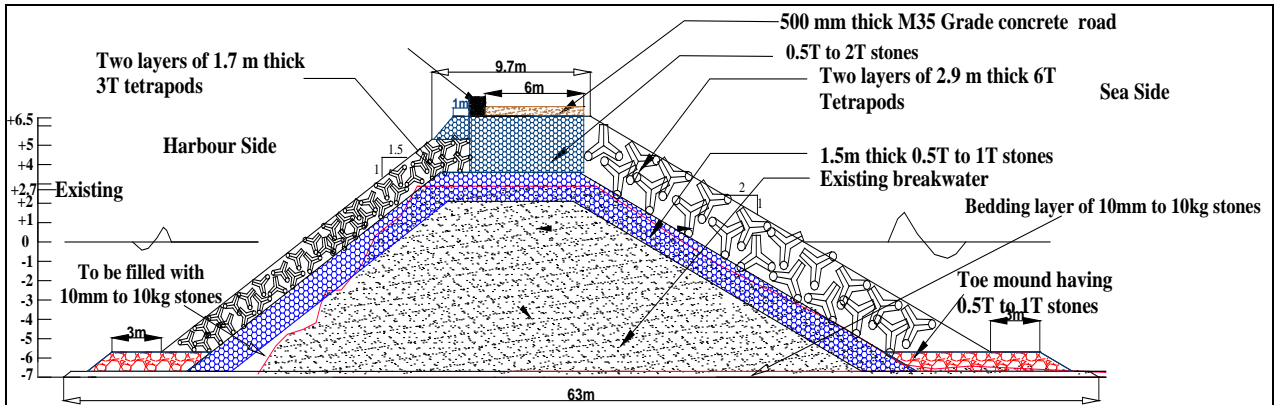 500 mm thick M35 Grade concrete road
0.5T to 2T stones
Two layers of 1.7 m thick
3T tetrapods
9.7m
6m
1m
Two layers of 2.9 m thick 6T
Tetrapods
Sea Side
Harbour Side
+6.5
+5
+4
+2.7
+2
+1
0
-1
-2
-3
-4
-5
-6
-7
Existing
1.5
1
2
1
1.5m thick 0.5T to 1T stones
Existing breakwater
Bedding layer of 10mm to 10kg stones
To be filled with
10mm to 10kg stones
Toe mound having
0.5T to 1T stones
3m
3m
63m